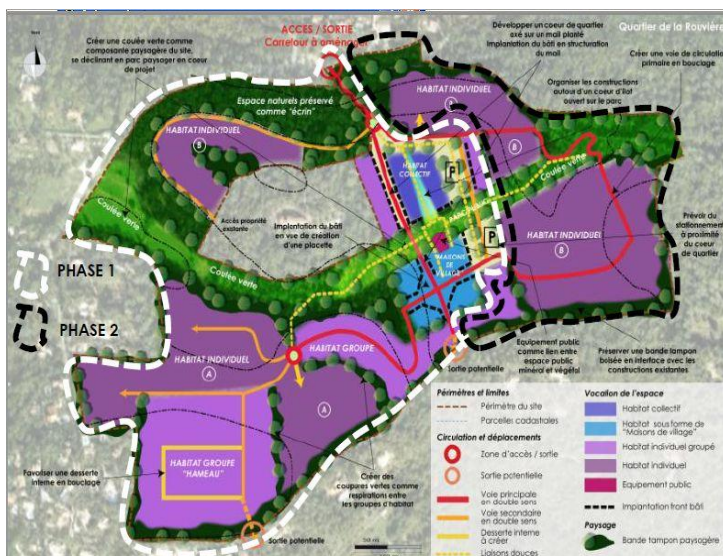 ACCES / SORTIE
Carrefour à aménager
Quartier de la Rouvière
Nord
Créer une coulée verte comme
composante paysagère du site,
se déclinant en parc paysager en coeur
de projet
Développer un coeur de quartier
axé sur un mail planté
Implantation du bâti en structuration
du mail
Créer une voie de circulation
primaire en bouclage
Organiser les constructions
autour d'un coeur d'îlot
ouvert sur le parc
Espace naturels préservé
comme "écrin"
HABITAT INDIVIDUEL
B
HABITAT INDIVIDUEL
B
B
HABITAT
COLLECTIF
P
Coulée verte
Accès propriété
existante
Implantation du bâti
en vue de création
d'une placette
Coulée verte
Coulée verte
P
HABITAT INDIVIDUEL
B
Prévoir du
stationnement
à proximité
du coeur
de quartier
MAISONS
DE
VILLAGE
PHASE 1
PHASE 2
HABITAT INDIVIDUEL
A
HABITAT GROUPE
A
Sortie potentielle
Equipement public
comme lien entre
espace public
minéral et végétal
Préserver une bande tampon
boisée en interface avec les
constructions existantes
HABITAT GROUPE
"HAMEAU"
Favoriser une desserte
interne en bouclage
Créer des
coupures vertes comme
respirations entre
les groupes d'habitat
Sortie potentielle
Périmètres et limites
Périmètre du site
Parcelles cadastrales
Circulation et déplacements
Zone d'accès / sortie
Sortie potentielle
Voie principale
en double sens
Voie secondaire
en double sens
Desserte interne
à créer
Liaisons douces
Vocation de l'espace
Habitat collectif
Habitat sous forme de
"Maisons de village"
Habitat individuel groupé
Habitat individuel
Equipement public
Implantation front bâti
Paysage
Bande tampon paysagère